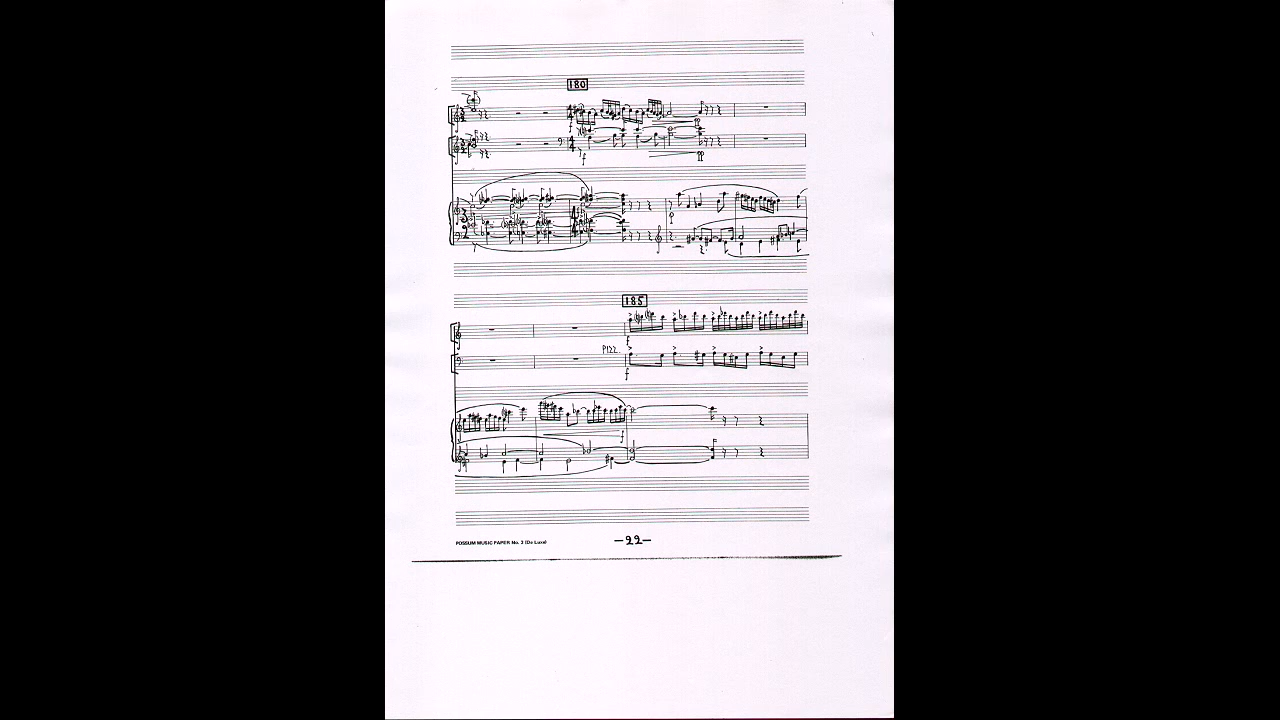 180
f
f
p
185
f
PIZZ.
f
f
POSSUM MUSIC PAPER No. 3 (De Luxe)
—22—